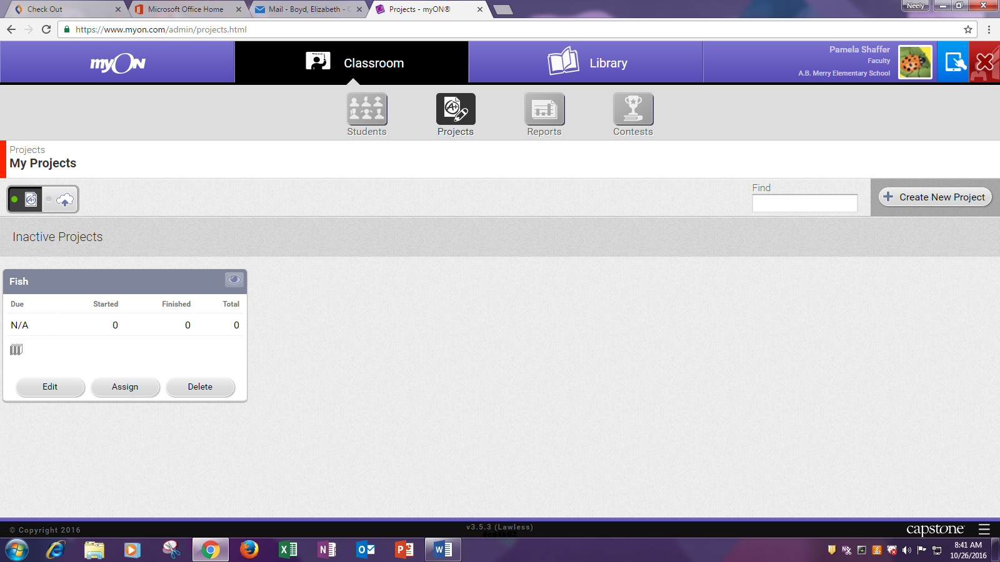 Check Out
Microsoft Office Home
Mail - Boyd, Elizabeth - C
Projects - myON®
Neely
https://www.myon.com/admin/projects.html
myON
Classroom
Library
Pamela Shaffer
Faculty
A.B. Merry Elementary School
Students
Projects
Reports
Contests
Projects
My Projects
Find
Create New Project
Inactive Projects
Fish
Due Started Finished Total
N/A 0 0 0
Edit Assign Delete
© Copyright 2016
v3.5.3 (Lawless)
capstone
8:41 AM
10/26/2016